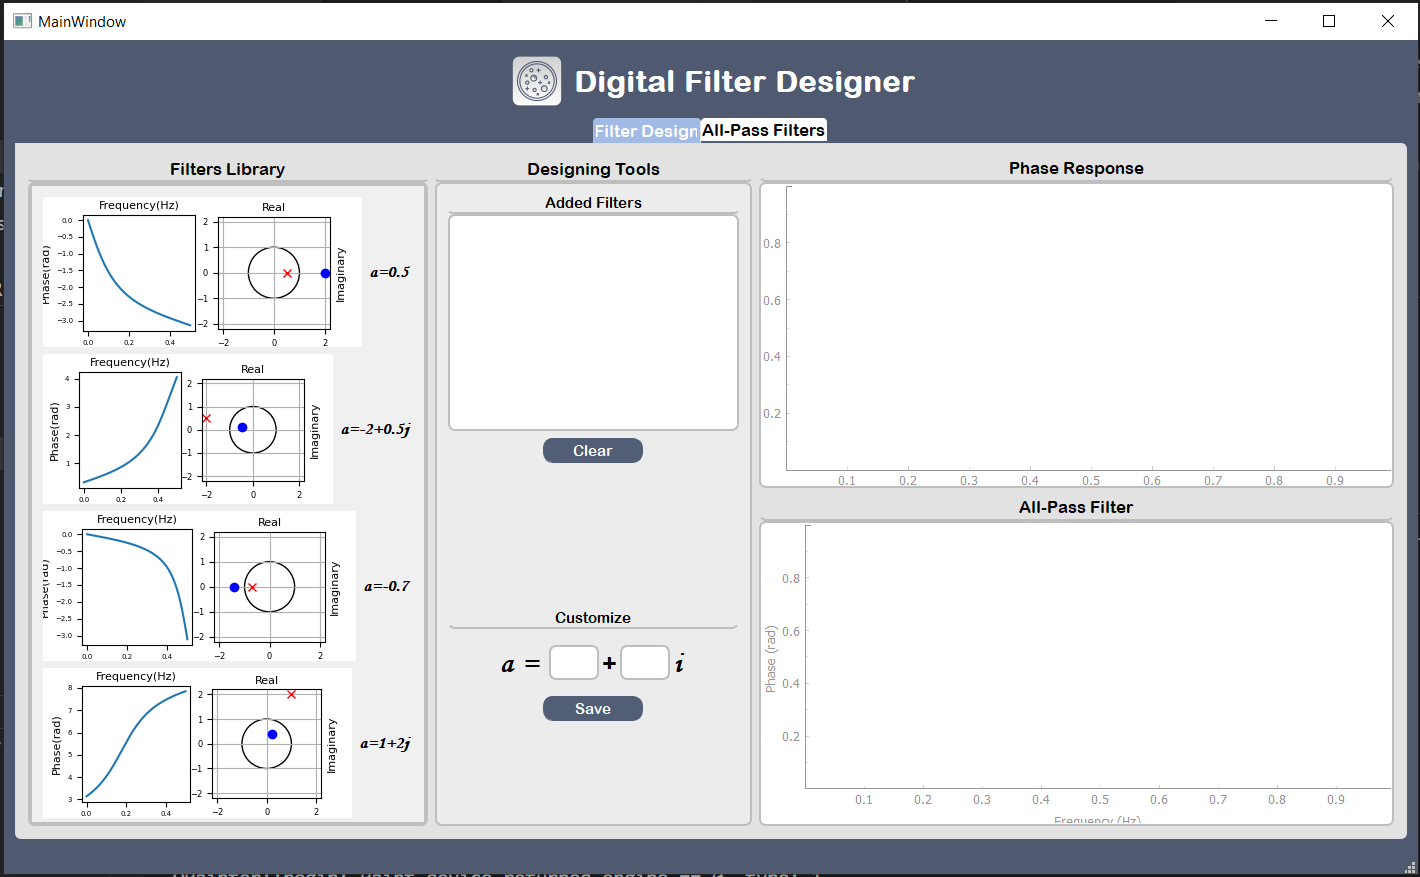 MainWindow
Digital Filter Designer
Filter Design All-Pass Filters
Filters Library
Frequency(Hz) Real
0.0
−0.5
−1.0
−1.5
−2.0
−2.5
−3.0
Phase(rad)
0.0 0.2 0.4
2
1
0
−1
−2
−2 0 2
Imaginary
a=0.5
Frequency(Hz) Real
4
3
2
1
Phase(rad)
0.0 0.2 0.4
2
1
0
−1
−2
−2 0 2
Imaginary
a=-2+0.5j
Frequency(Hz) Real
0.0
−0.5
−1.0
−1.5
−2.0
−2.5
−3.0
Phase(rad)
0.0 0.2 0.4
2
1
0
−1
−2
−2 0 2
Imaginary
a=-0.7
Frequency(Hz) Real
8
7
6
5
4
3
Phase(rad)
0.0 0.2 0.4
2
1
0
−1
−2
−2 0 2
Imaginary
a=1+2j
Designing Tools
Added Filters
Clear
Customize
a = + i
Save
Phase Response
0.8
0.6
0.4
0.2
0.1 0.2 0.3 0.4 0.5 0.6 0.7 0.8 0.9
All-Pass Filter
0.8
0.6
0.4
0.2
Phase (rad)
0.1 0.2 0.3 0.4 0.5 0.6 0.7 0.8 0.9
Frequency (Hz)